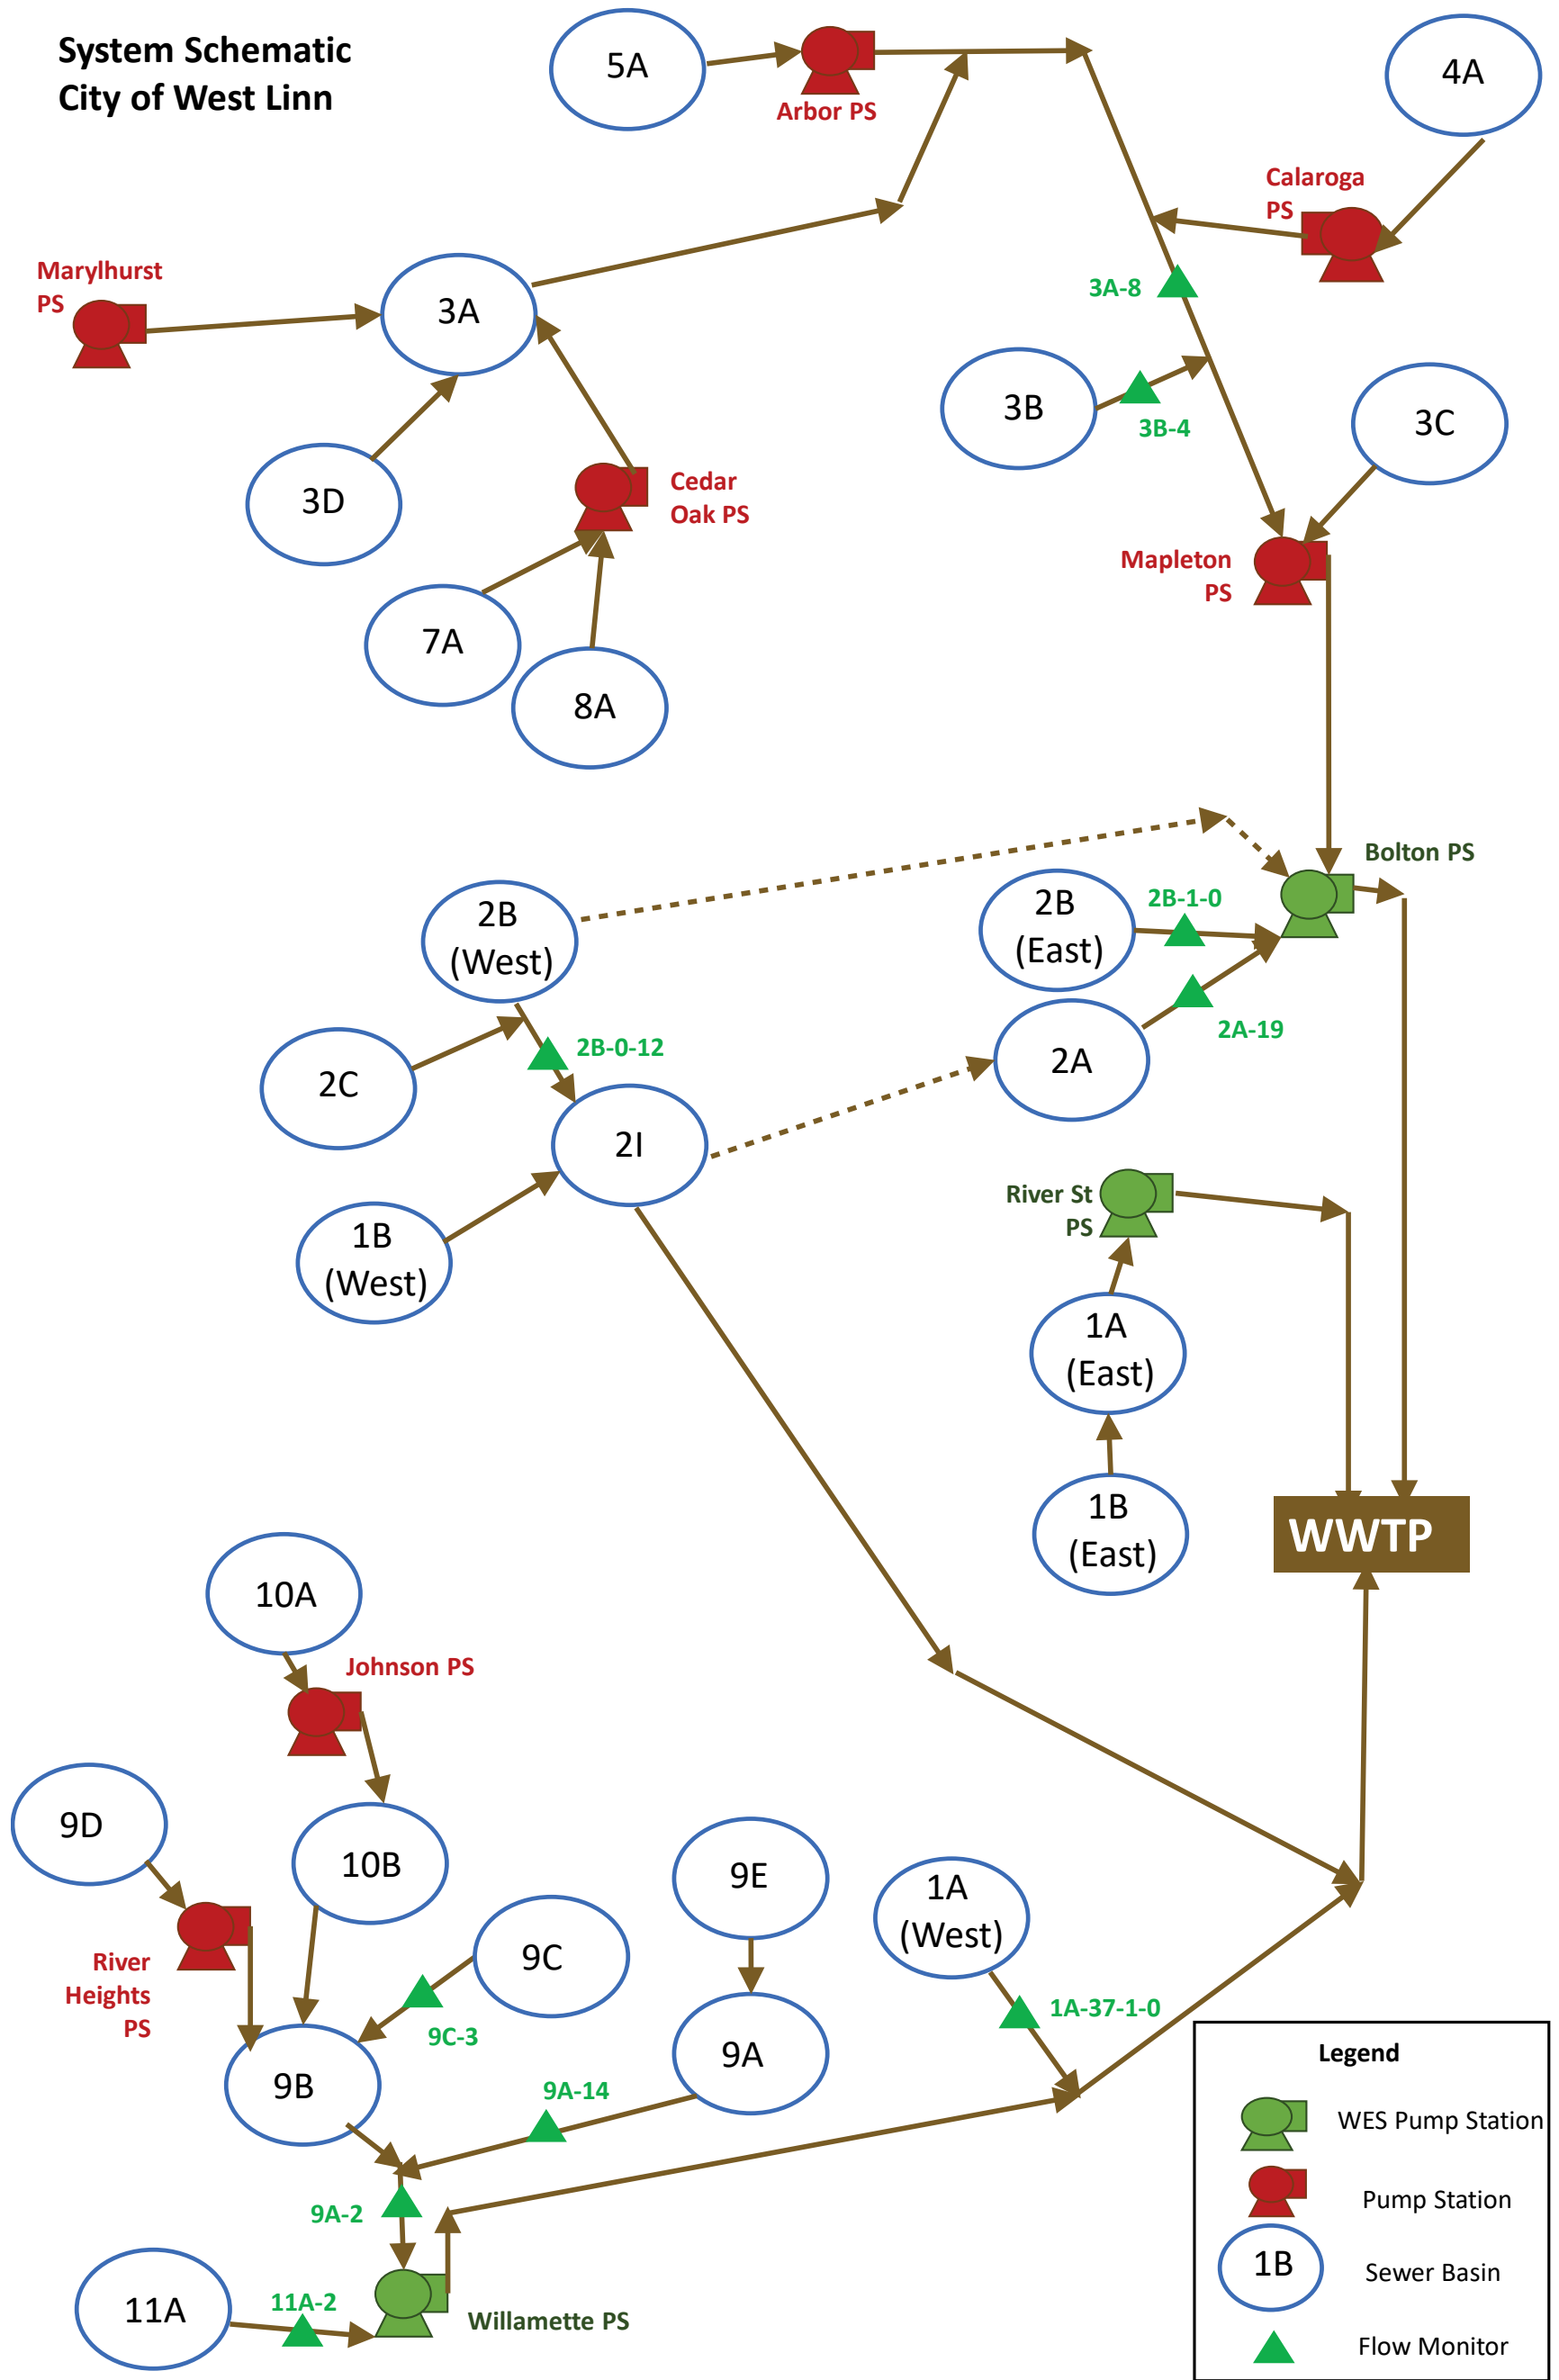 System Schematic
City of West Linn
5A
Arbor PS
4A
Calaroga
PS
Marylhurst
PS
3A
3A-8
3B
3B-4
3C
3D
Cedar
Oak PS
Mapleton
PS
7A
8A
Bolton PS
2B
(West)
2B
(East)
2B-1-0
2A-19
2C
2B-0-12
2A
2I
River St
PS
1B
(West)
1A
(East)
1B
(East)
WWTP
10A
Johnson PS
9D
10B
9E
1A
(West)
River
Heights
PS
9C
9C-3
1A-37-1-0
9B
9A
9A-14
9A-2
11A
11A-2
Willamette PS
Legend
WES Pump Station
Pump Station
1B
Sewer Basin
Flow Monitor